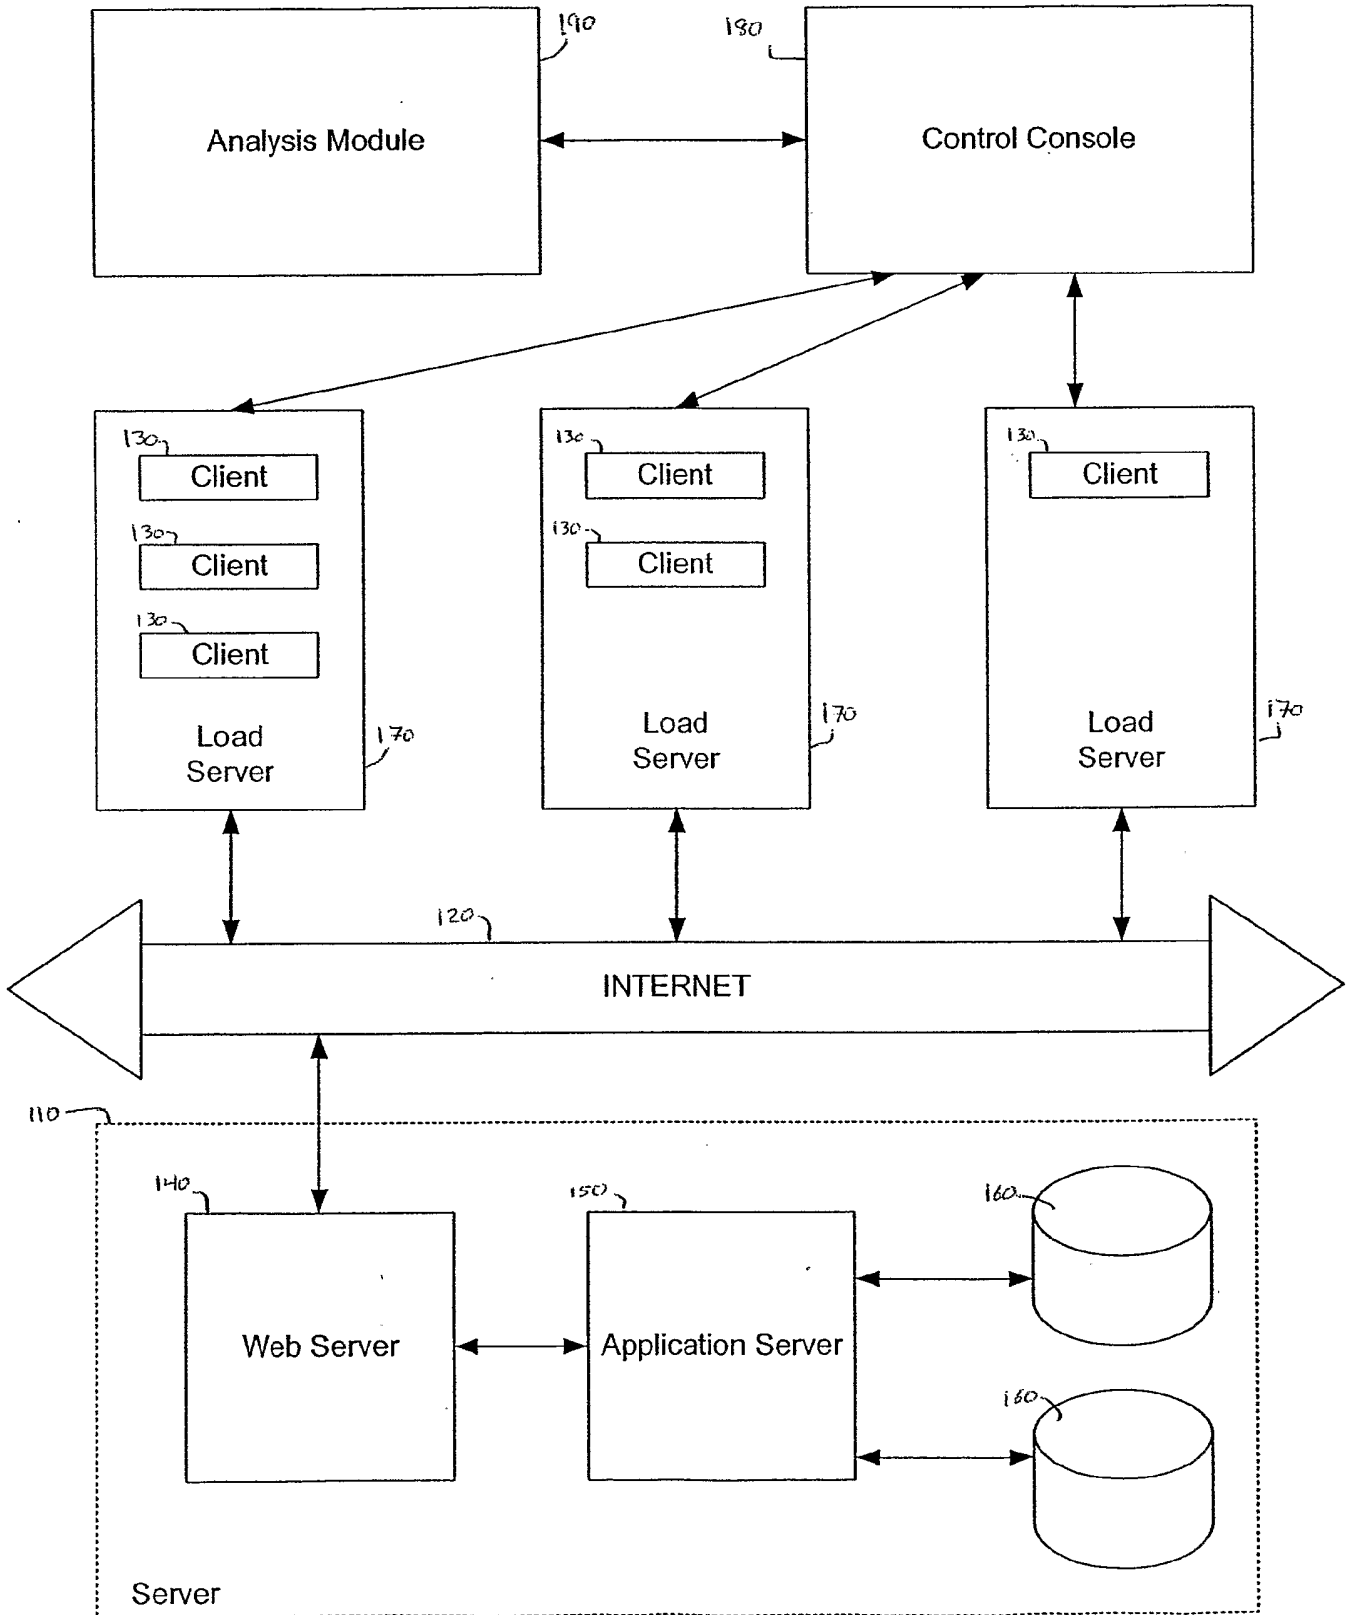 190
180
Analysis Module
Control Console
130
Client
130
Client
130
Client
130
Client
130
Client
130
Client
Load
Server
170
Load
Server
170
Load
Server
170
120
INTERNET
110
140
150
160
Web Server
Application Server
160
Server